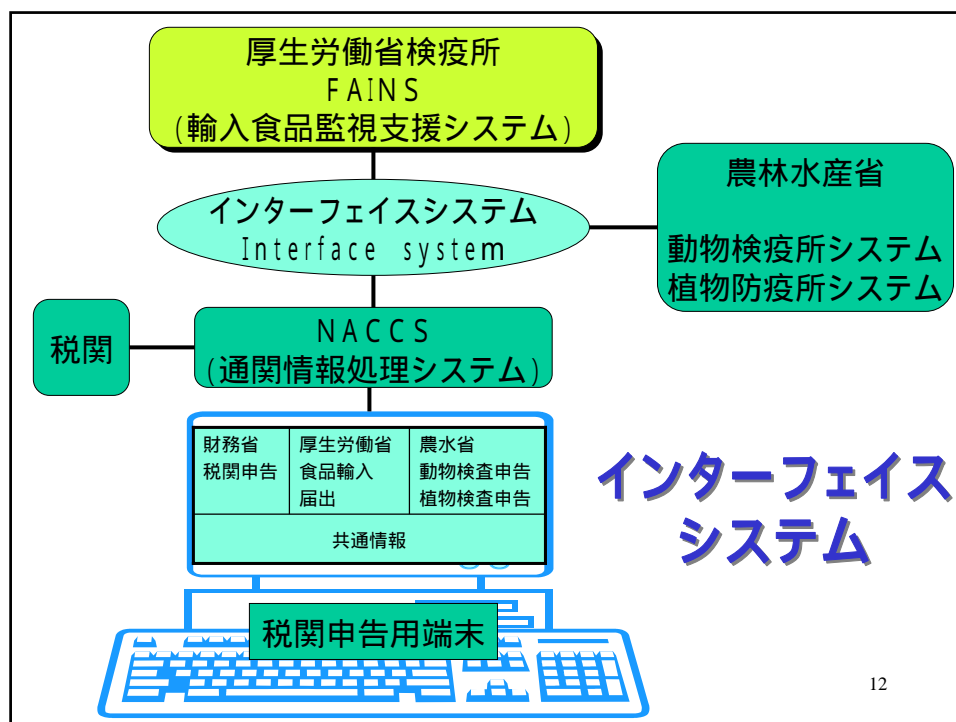 厚生労働省検疫所
FAINS
(輸入食品監視支援システム)
農林水産省
動物検疫所システム
植物防疫所システム
インターフェイスシステム
Interface system
税関
NACCS
(通関情報処理システム)
財務省
税関申告
厚生労働省
食品輸入
届出
農水省
動物検査申告
植物検査申告
共通情報
インターフェイス
システム
税関申告用端末
12